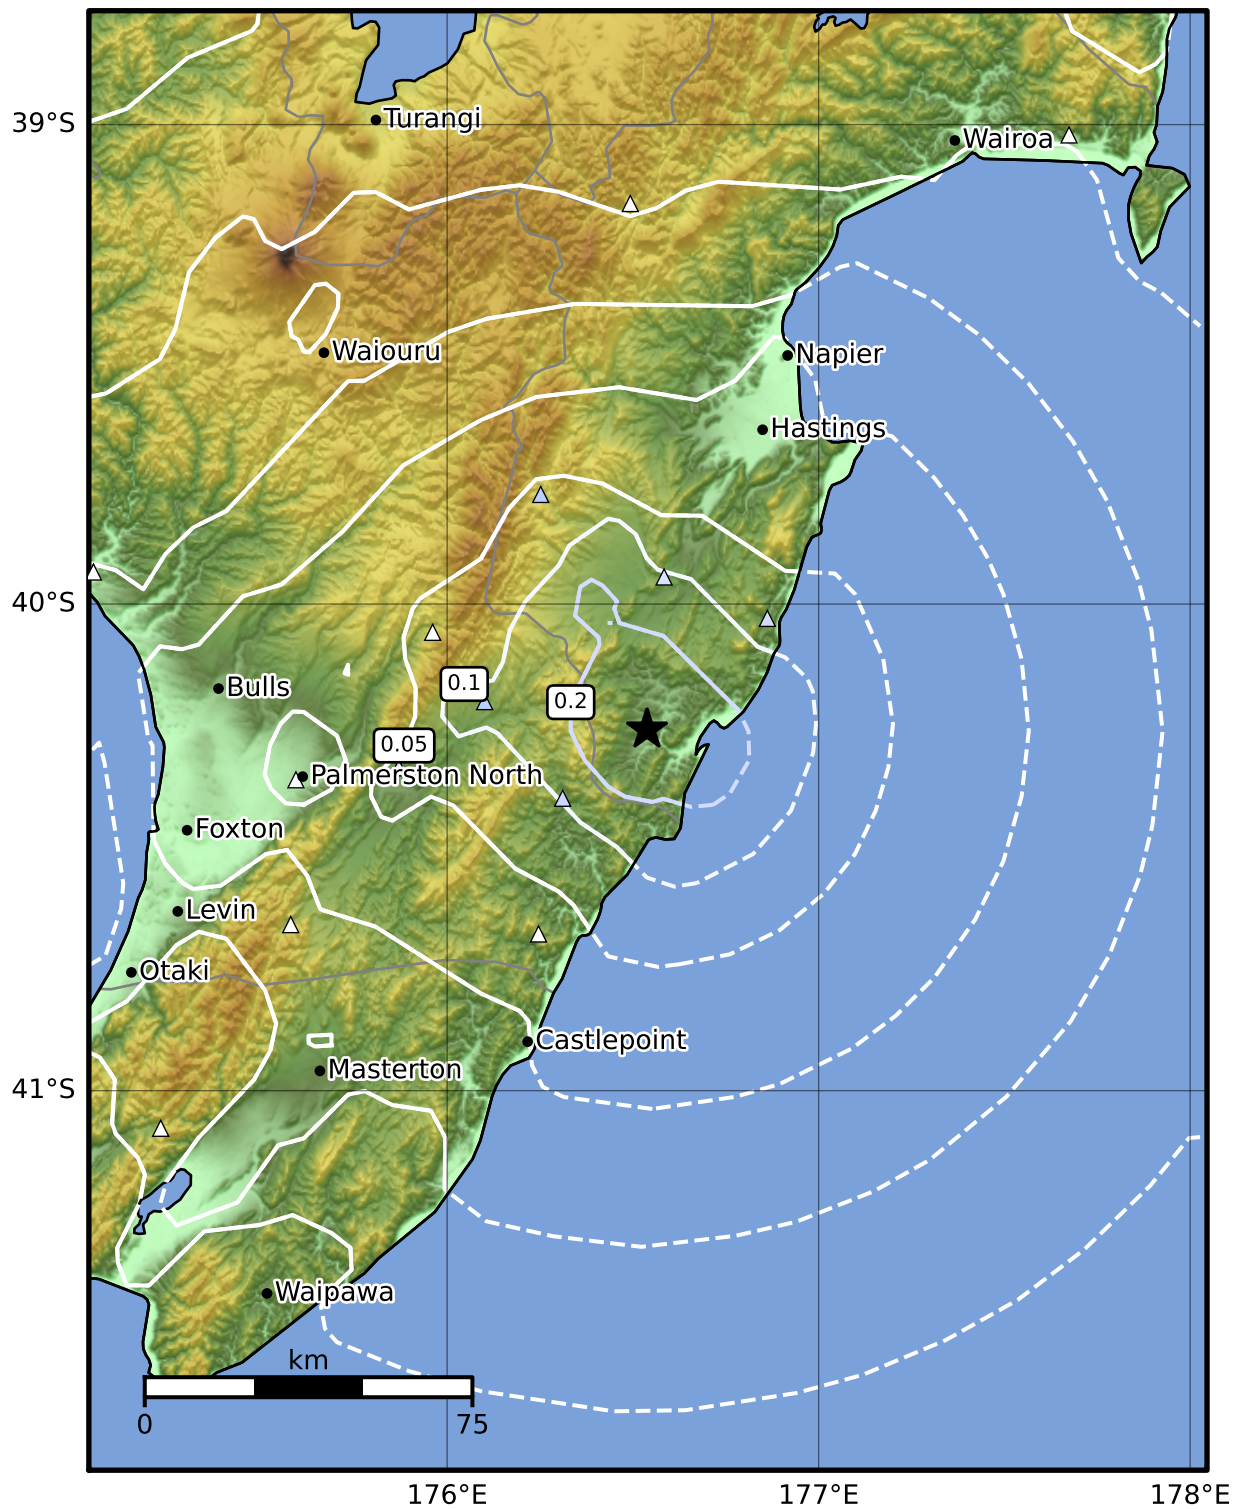 Turangi
39°S
Wairoa
Waiouru
Napier
Hastings
40°S
Bulls
0.1
0.2
0.05
Palmerston North
Foxton
Levin
Otaki
Castlepoint
Masterton
41°S
Waipawa
km
0 75
176°E 177°E 178°E